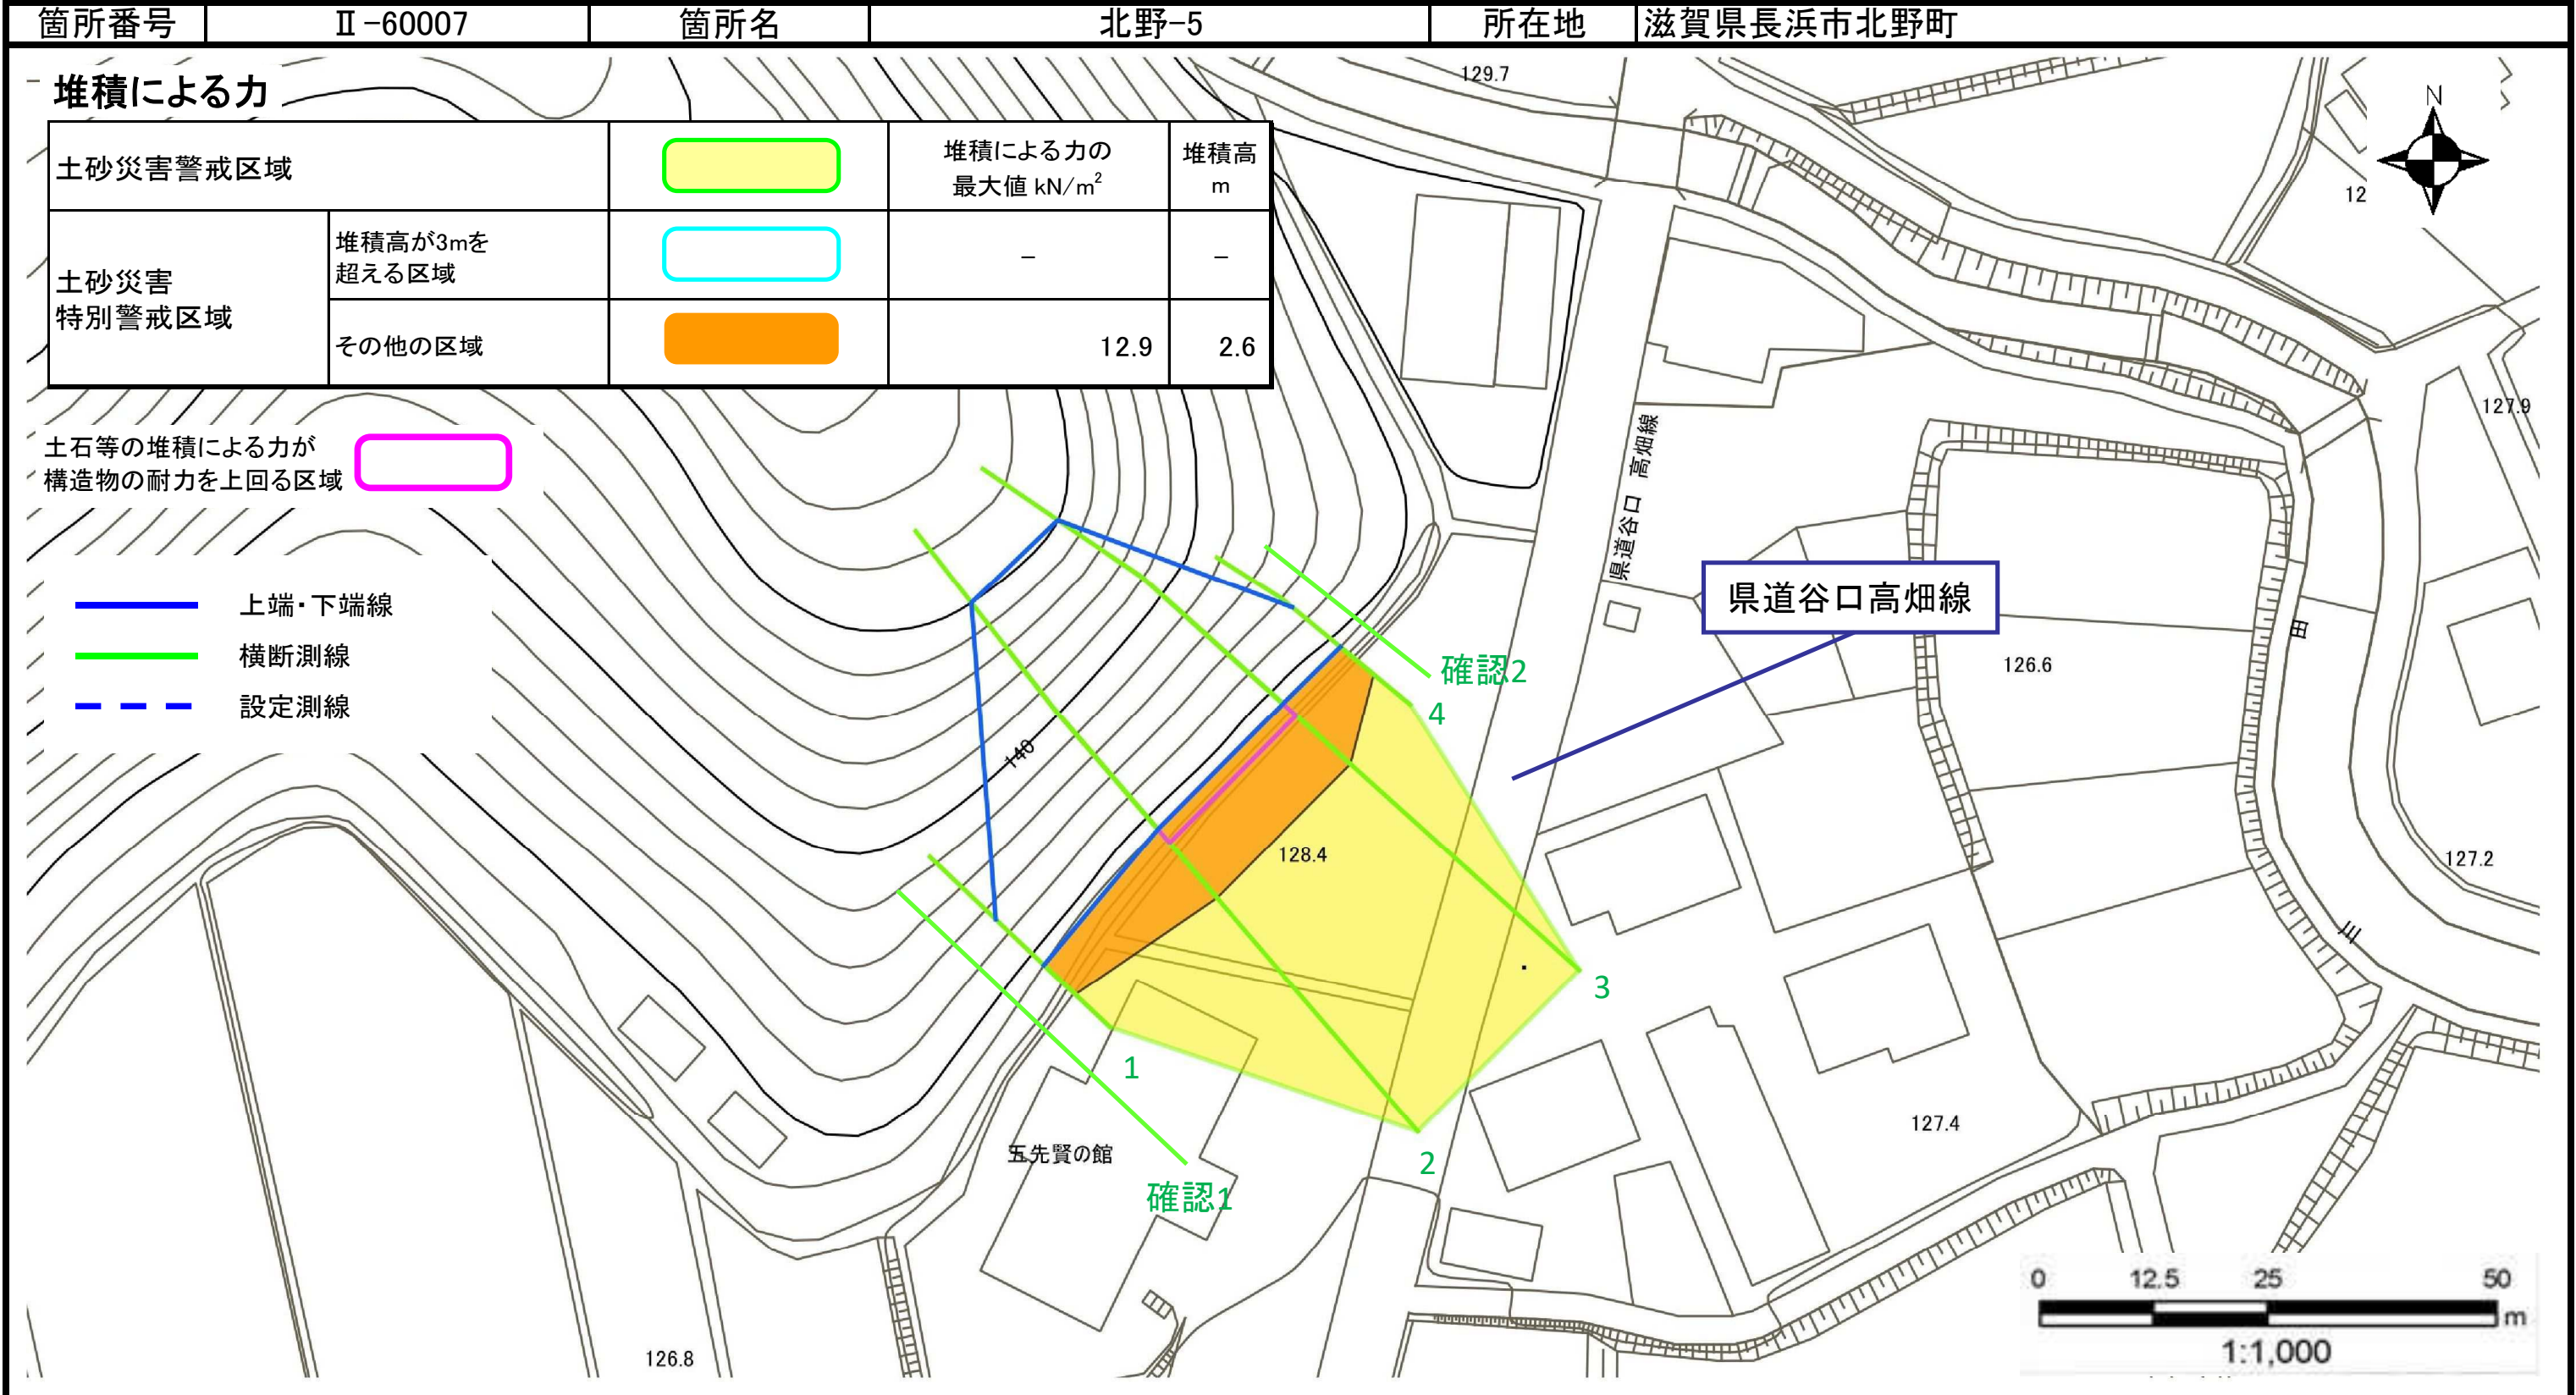 箇所番号 Ⅱ-60007 箇所名 北野-5 所在地 滋賀県長浜市北野町
堆積による力
土砂災害警戒区域
堆積による力の
最大値 kN/m²
堆積高
m
土砂災害
特別警戒区域
堆積高が3mを
超える区域
－ －
その他の区域
12.9 2.6
土石等の堆積による力が
構造物の耐力を上回る区域
上端・下端線
横断測線
設定測線
129.7
N
12
127.9
県道谷口 高畑線
県道谷口高畑線
田
126.6
確認2
4
140
128.4
127.2
川
3
1
127.4
五先賢の館
2
確認1
126.8
0 12.5 25 50
m
1:1,000